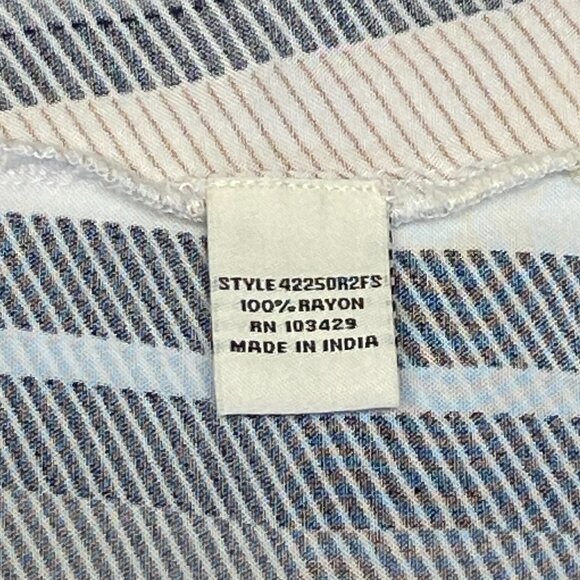 STYLE 42250R2FS
100% RAYON
RN 103429
MADE IN INDIA